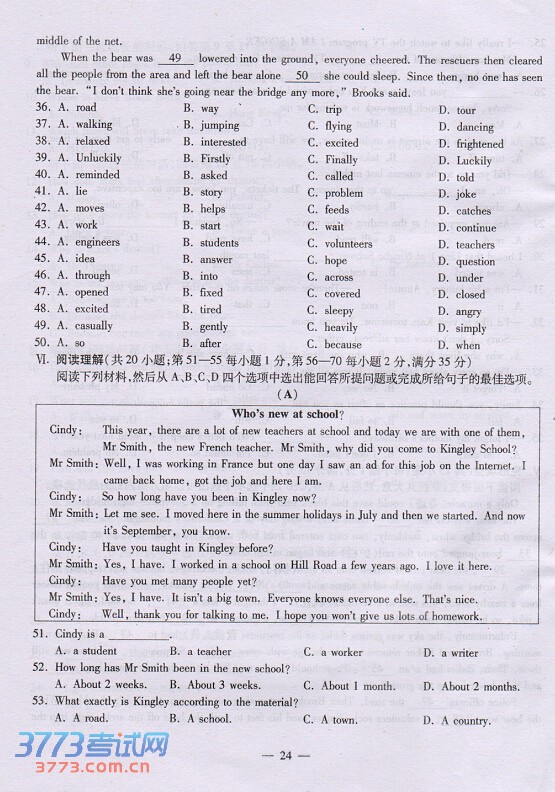 middle of the net.
When the bear was 49 lowered into the ground, everyone cheered. The rescuers then cleared
all the people from the area and left the bear alone 50 she could sleep. Since then, no one has seen
the bear. "I don't think she's going near the bridge any more," Brooks said.
36. A. road B. way C. trip D. tour
37. A. walking B. jumping C. flying D. dancing
38. A. relaxed B. interested C. excited D. frightened
39. A. Unluckily B. Firstly C. Finally D. Luckily
40. A. reminded B. asked C. called D. told
41. A. lie B. story C. problem D. joke
42. A. moves B. helps C. feeds D. catches
43. A. work B. start C. wait D. continue
44. A. engineers B. students C. volunteers D. teachers
45. A. idea B. answer C. hope D. question
46. A. through B. into C. across D. under
47. A. opened B. fixed C. covered D. closed
48. A. excited B. tired C. sleepy D. angry
49. A. casually B. gently C. heavily D. simply
50. A. so B. after C. because D. when
Ⅵ. 阅读理解(共20小题;第51—55每小题1分,第56—70每小题2分,满分35分)
阅读下列材料,然后从A、B、C、D四个选项中选出能回答所提问题或完成所给句子的最佳选项。
(A)
Who's new at school?
Cindy: This year, there are a lot of new teachers at school and today we are with one of them,
Mr Smith, the new French teacher. Mr Smith, why did you come to Kingley School?
Mr Smith: Well, I was working in France but one day I saw an ad for this job on the Internet. I
came back home, got the job and here I am.
Cindy: So how long have you been in Kingley now?
Mr Smith: Let me see. I moved here in the summer holidays in July and then we started. And now
it's September, you know.
Cindy: Have you taught in Kingley before?
Mr Smith: Yes, I have. I worked in a school on Hill Road a few years ago. I love it here.
Cindy: Have you met many people yet?
Mr Smith: Yes, I have. It isn't a big town. Everyone knows everyone else. That's nice.
Cindy: Well, thank you for talking to me. I hope you won't give us lots of homework.
51. Cindy is a ____.
A. a student B. a teacher C. a worker D. a writer
52. How long has Mr Smith been in the new school?
A. About 2 weeks. B. About 3 weeks. C. About 1 month. D. About 2 months.
53. What exactly is Kingley according to the material?
A. A road. B. A school. C. A town. D. A country.
3773考试网
3773.com.cn
— 24 —